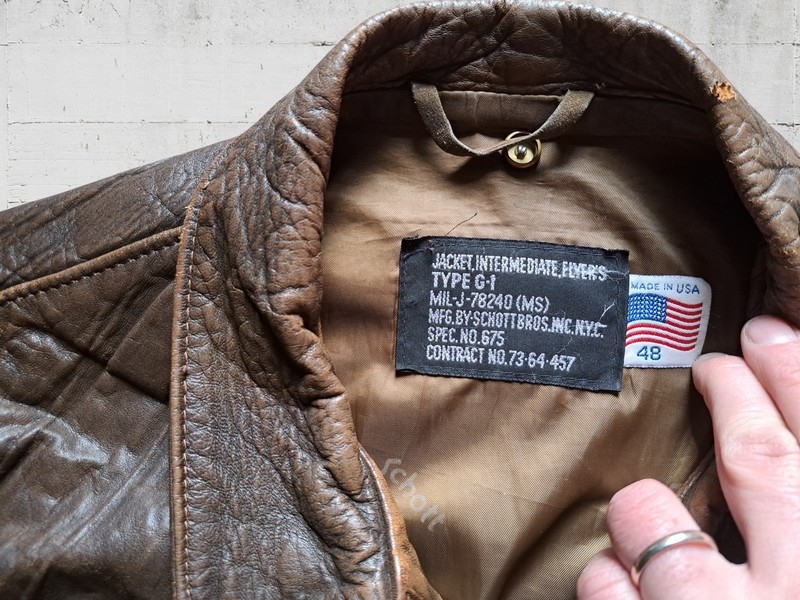 JACKET,INTERMEDIATE,FLYER'S
TYPE G-1
MIL-J-78240 (MS)
MFG.BY-SCHOTT BROS.INC.N.Y.C.
SPEC.NO.675
CONTRACT NO.73-64-457
MADE IN USA
48
Schott